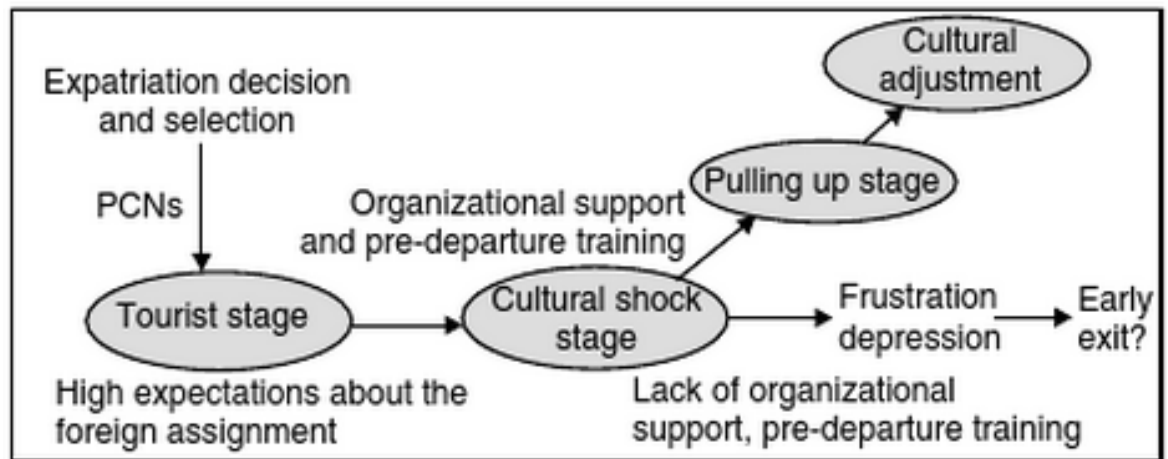 Expatriation decision
and selection
PCNs
Tourist stage
High expectations about the
foreign assignment
Organizational support
and pre-departure training
Cultural shock
stage
Pulling up stage
Cultural
adjustment
Frustration
depression
Early
exit?
Lack of organizational
support, pre-departure training